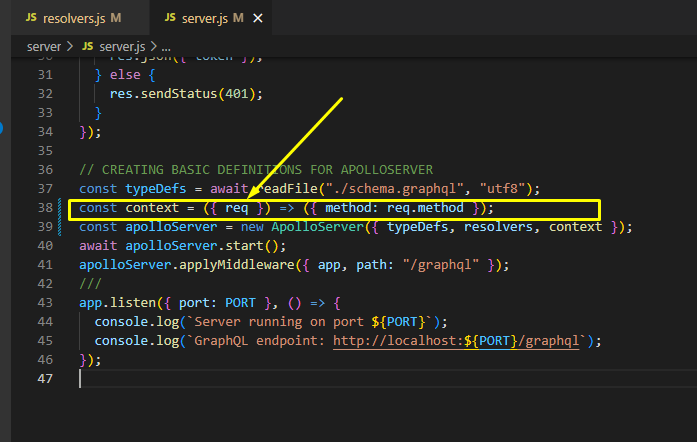 JS resolvers.js M JS server.js M
server > JS server.js > ...
30 res.json({ token });
31 } else {
32 res.sendStatus(401);
33 }
34 });
35
36 // CREATING BASIC DEFINITIONS FOR APOLLOSERVER
37 const typeDefs = await readFile("./schema.graphql", "utf8");
38 const context = ({ req }) => ({ method: req.method });
39 const apolloServer = new ApolloServer({ typeDefs, resolvers, context });
40 await apolloServer.start();
41 apolloServer.applyMiddleware({ app, path: "/graphql" });
42 ///
43 app.listen({ port: PORT }, () => {
44 console.log(`Server running on port ${PORT}`);
45 console.log(`GraphQL endpoint: http://localhost:${PORT}/graphql`);
46 });
47